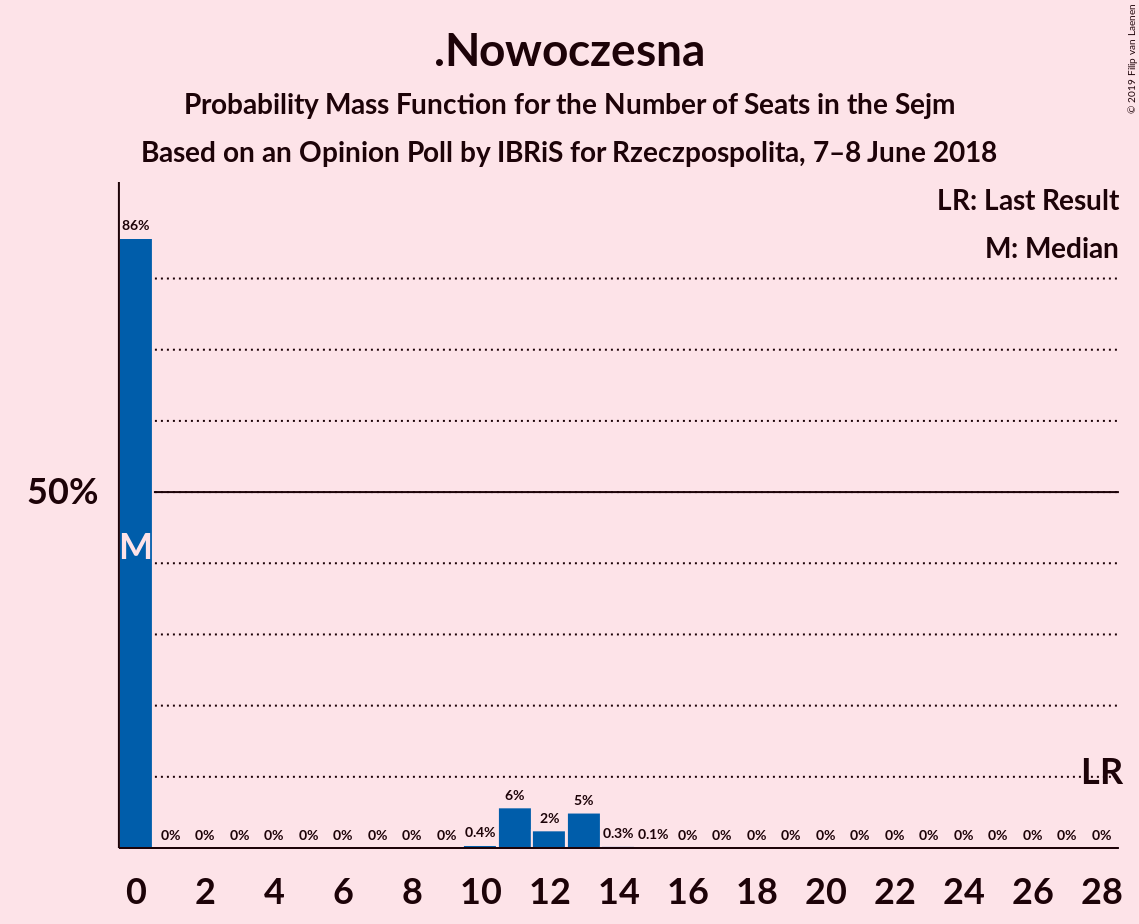 .Nowoczesna
Probability Mass Function for the Number of Seats in the Sejm
Based on an Opinion Poll by IBRiS for Rzeczpospolita, 7–8 June 2018
© 2019 Filip van Laenen
LR: Last Result
M: Median
86%
50%
M
LR
0% 0% 0% 0% 0% 0% 0% 0% 0% 0.4% 6% 2% 5% 0.3% 0.1% 0% 0% 0% 0% 0% 0% 0% 0% 0% 0% 0% 0% 0%
0 2 4 6 8 10 12 14 16 18 20 22 24 26 28